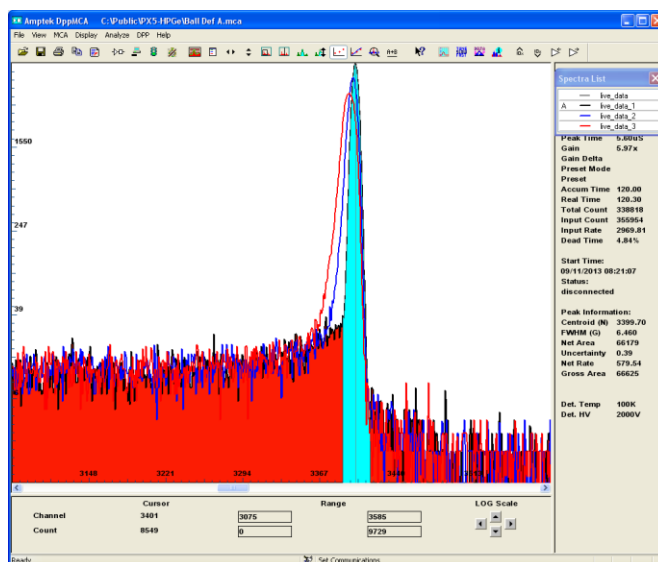 Amptek DppMCA C:\Public\PX5-HPGe\Ball Def A.mca
File View MCA Display Analyze DPP Help
Spectra List
live_data
A live_data_1
live_data_2
live_data_3
Peak Time 5.60uS
Gain 5.97x
Gain Delta
Preset Mode
Preset
Accum Time 120.00
Real Time 120.30
Total Count 338818
Input Count 355954
Input Rate 2969.81
Dead Time 4.84%
Start Time:
09/11/2013 08:21:07
Status:
disconnected
Peak Information:
Centroid (N) 3399.70
FWHM (G) 6.460
Net Area 66179
Uncertainty 0.39
Net Rate 579.54
Gross Area 66625
Det. Temp 100K
Det. HV 2000V
1550
247
39
3148 3221 3294 3367 3440
Cursor Range LOG Scale
Channel 3401 3075 3585
Count 8549 0 9729
Ready Set Communications